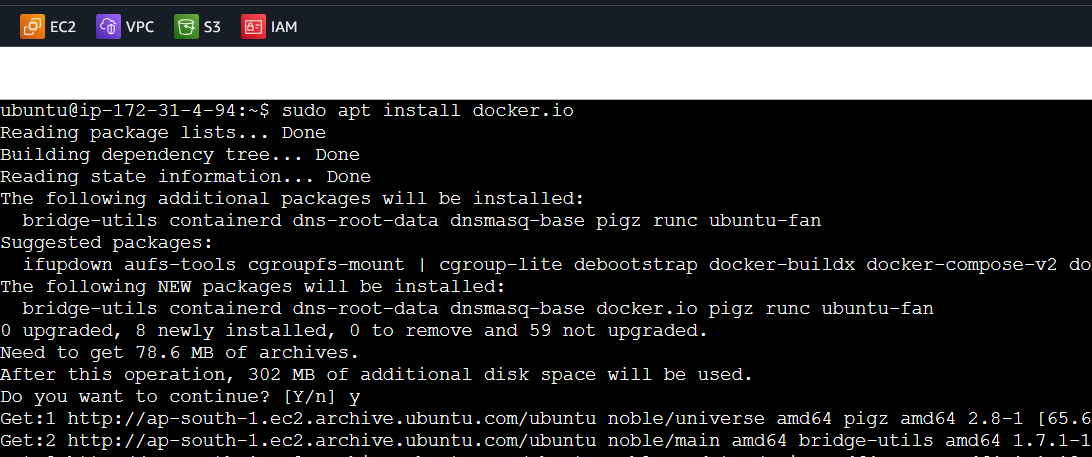 EC2 VPC S3 IAM
ubuntu@ip-172-31-4-94:~$ sudo apt install docker.io
Reading package lists... Done
Building dependency tree... Done
Reading state information... Done
The following additional packages will be installed:
  bridge-utils containerd dns-root-data dnsmasq-base pigz runc ubuntu-fan
Suggested packages:
  ifupdown aufs-tools cgroupfs-mount | cgroup-lite debootstrap docker-buildx docker-compose-v2 do
The following NEW packages will be installed:
  bridge-utils containerd dns-root-data dnsmasq-base docker.io pigz runc ubuntu-fan
0 upgraded, 8 newly installed, 0 to remove and 59 not upgraded.
Need to get 78.6 MB of archives.
After this operation, 302 MB of additional disk space will be used.
Do you want to continue? [Y/n] y
Get:1 http://ap-south-1.ec2.archive.ubuntu.com/ubuntu noble/universe amd64 pigz amd64 2.8-1 [65.6
Get:2 http://ap-south-1.ec2.archive.ubuntu.com/ubuntu noble/main amd64 bridge-utils amd64 1.7.1-1